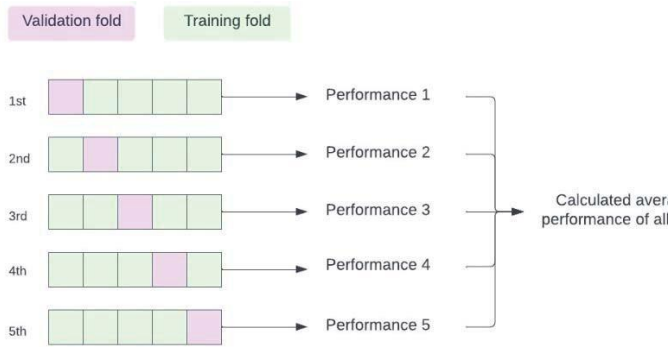 Validation fold
Training fold
1st
Performance 1
2nd
Performance 2
3rd
Performance 3
4th
Performance 4
5th
Performance 5
Calculated
performance of all